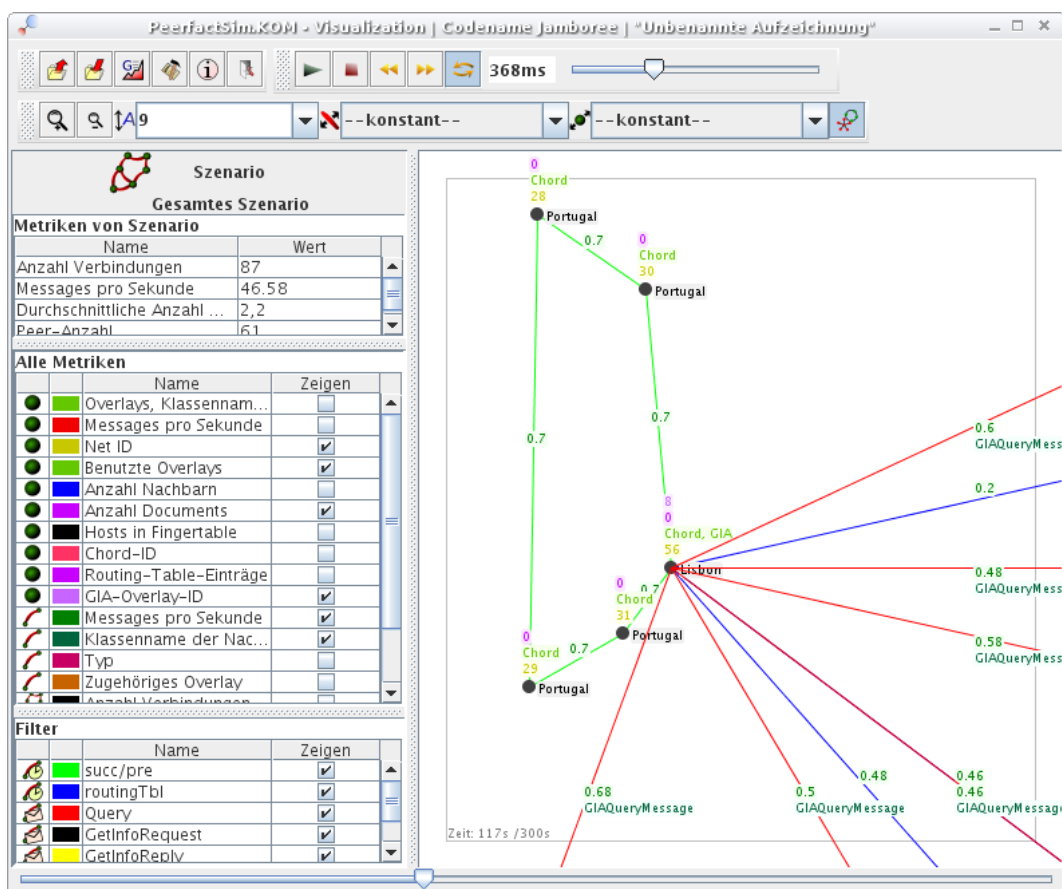 PeerfactSim.KOM - Visualization | Codename Jamboree | "Unbenannte Aufzeichnung"
368ms
A 9 --konstant-- --konstant--
Szenario
Gesamtes Szenario
Metriken von Szenario
Name Wert
Anzahl Verbindungen 87
Messages pro Sekunde 46.58
Durchschnittliche Anzahl ... 2,2
Peer-Anzahl 61
Alle Metriken
Name Zeigen
Overlays, Klassennam...
Messages pro Sekunde
Net ID
Benutzte Overlays
Anzahl Nachbarn
Anzahl Documents
Hosts in Fingertable
Chord-ID
Routing-Table-Einträge
GIA-Overlay-ID
Messages pro Sekunde
Klassenname der Nac...
Typ
Zugehöriges Overlay
Anzahl Verbindungen
Filter
Name Zeigen
succ/pre
routingTbl
Query
GetInfoRequest
GetInfoReply
0
Chord
28
Portugal
0.7
0
Chord
30
Portugal
0.7
0.7
8
0
Chord, GIA
56
Lisbon
0.7
0
Chord
31
Portugal
0.7
0
Chord
29
Portugal
0.6
GIAQueryMess
0.2
0.48
GIAQueryMess
0.58
GIAQueryMess
0.48
0.46
0.46
GIAQueryMessage
0.5
GIAQueryMessage
0.68
GIAQueryMessage
Zeit: 117s /300s